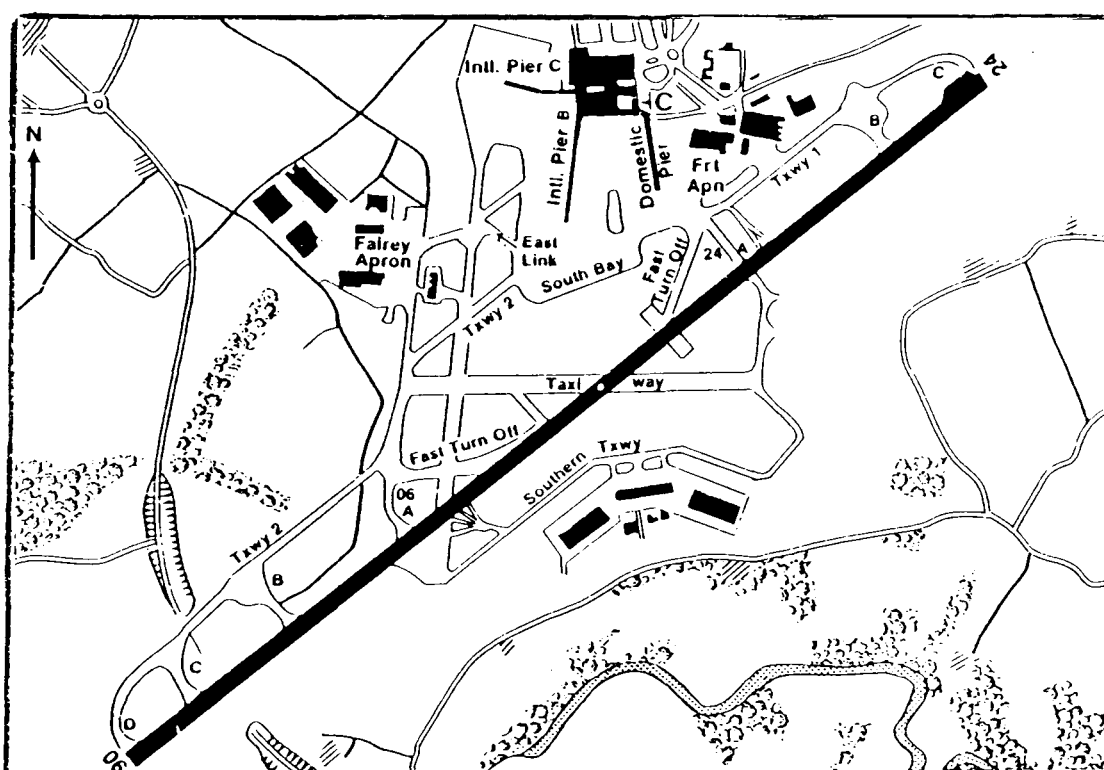 Intl. Pier C
C
24
C
B
N
Intl. Pier B
Domestic Pier
Frt Apn
Txwy 1
Fairey Apron
East Link
South Bay
Fast Turn Off
24
A
Txwy 2
Taxi way
Fast Turn Off
Southern Txwy
06 A
Txwy 2
B
C
D
06